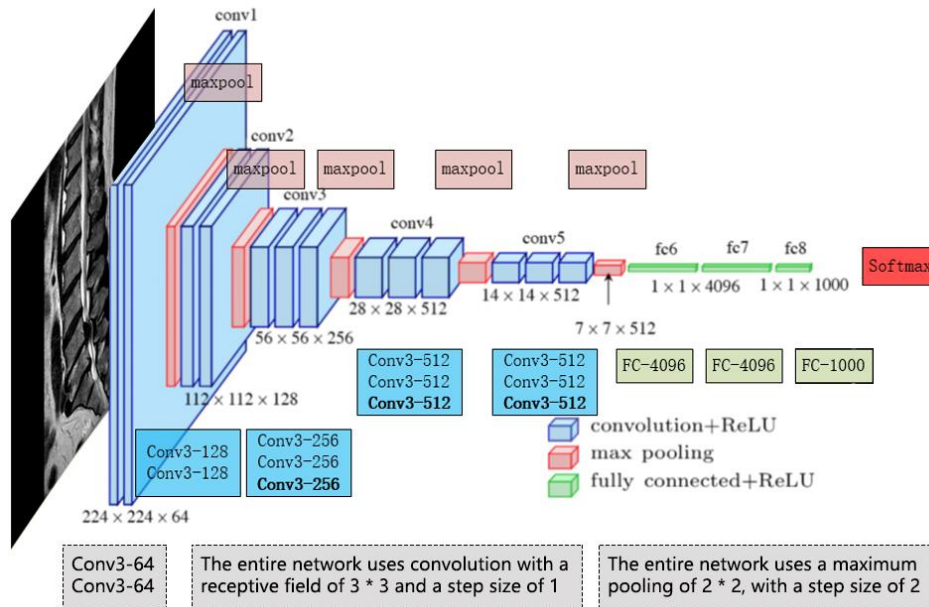 conv1
maxpool
conv2
maxpool
maxpool
maxpool
maxpool
conv3
conv4
conv5
fc6
fc7
fc8
Softmax
1 × 1 × 4096
1 × 1 × 1000
14 × 14 × 512
28 × 28 × 512
7 × 7 × 512
56 × 56 × 256
112 × 112 × 128
224 × 224 × 64
Conv3-512
Conv3-512
Conv3-512
Conv3-512
Conv3-512
Conv3-512
FC-4096
FC-4096
FC-1000
Conv3-128
Conv3-128
Conv3-256
Conv3-256
Conv3-256
convolution+ReLU
max pooling
fully connected+ReLU
Conv3-64
Conv3-64
The entire network uses convolution with a
receptive field of 3 * 3 and a step size of 1
The entire network uses a maximum
pooling of 2 * 2, with a step size of 2